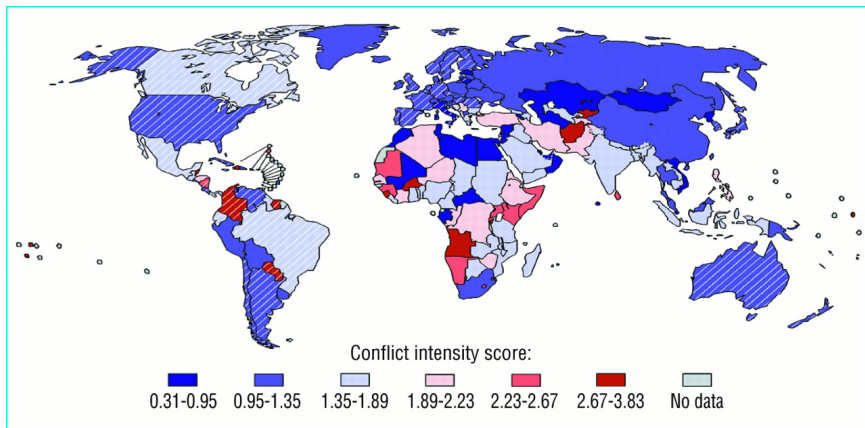 Conflict intensity score:
0.31-0.95 0.95-1.35 1.35-1.89 1.89-2.23 2.23-2.67 2.67-3.83 No data